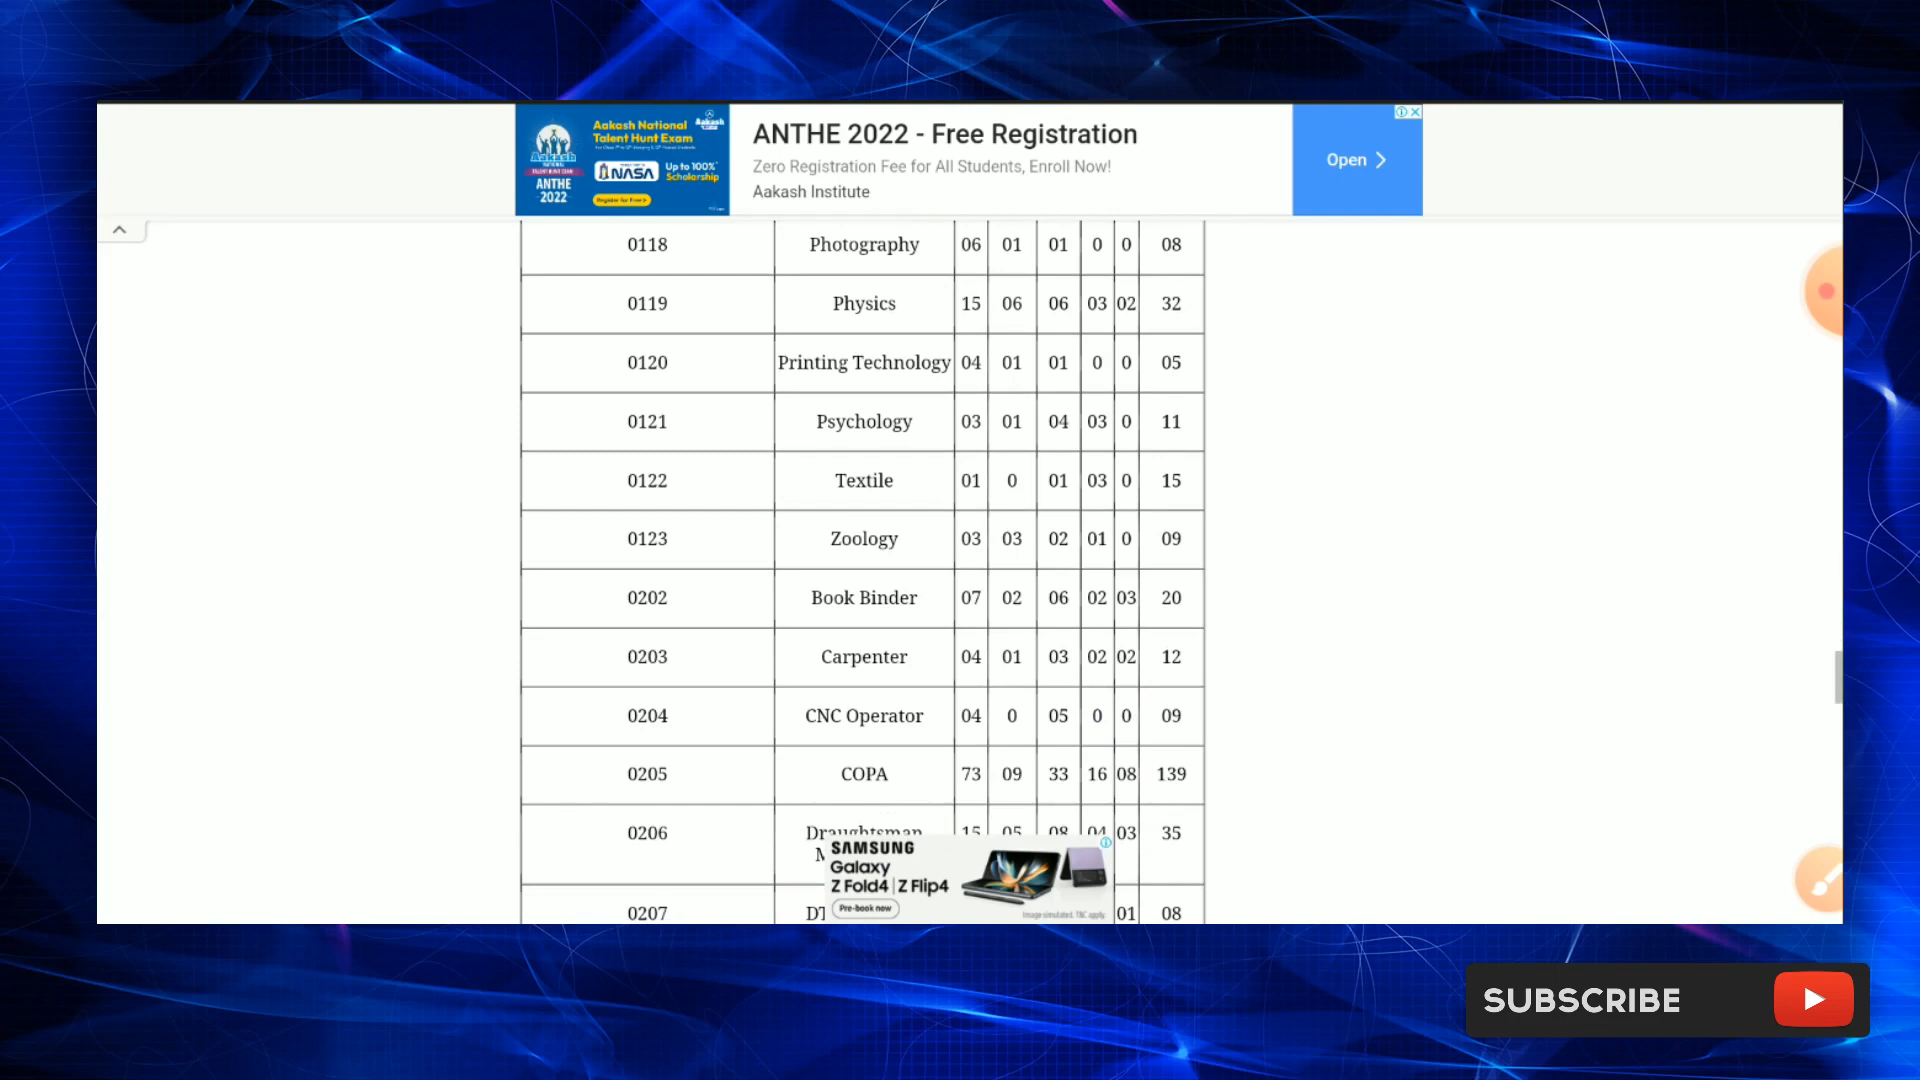 Aakash National
Talent Hunt Exam
Aakash
NASA
Up to 100%
Scholarship
Register for Free >
Aakash
NATIONAL
TALENT HUNT EXAM
ANTHE
2022
ANTHE 2022 - Free Registration
Zero Registration Fee for All Students, Enroll Now!
Aakash Institute
Open
0118 Photography 06 01 01 0 0 08
0119 Physics 15 06 06 03 02 32
0120 Printing Technology 04 01 01 0 0 05
0121 Psychology 03 01 04 03 0 11
0122 Textile 01 0 01 03 0 15
0123 Zoology 03 03 02 01 0 09
0202 Book Binder 07 02 06 02 03 20
0203 Carpenter 04 01 03 02 02 12
0204 CNC Operator 04 0 05 0 0 09
0205 COPA 73 09 33 16 08 139
0206 Draughtsman 15 05 08 04 03 35
0207 DT 01 08
SAMSUNG
Galaxy
Z Fold4 | Z Flip4
Pre-book now
Image simulated. T&C apply.
SUBSCRIBE